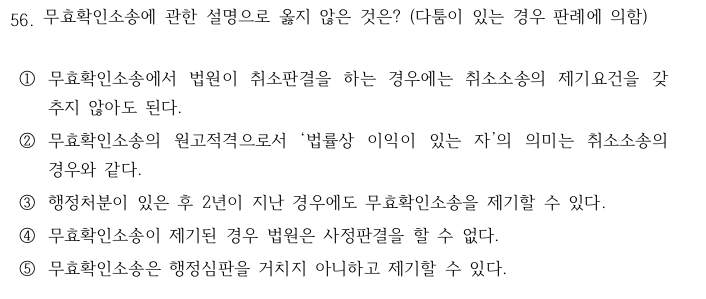 56. 무효확인소송에 관한 설명으로 옳지 않은 것은? (다툼이 있는 경우 판례에 의함)
① 무효확인소송에서 법원이 취소판결을 하는 경우에는 취소소송의 제기요건을 갖
추지 않아도 된다.
② 무효확인소송의 원고적격으로서 ‘법률상 이익이 있는 자’의 의미는 취소소송의
경우와 같다.
③ 행정처분이 있은 후 2년이 지난 경우에도 무효확인소송을 제기할 수 있다.
④ 무효확인소송이 제기된 경우 법원은 사정판결을 할 수 없다.
⑤ 무효확인소송은 행정심판을 거치지 아니하고 제기할 수 있다.